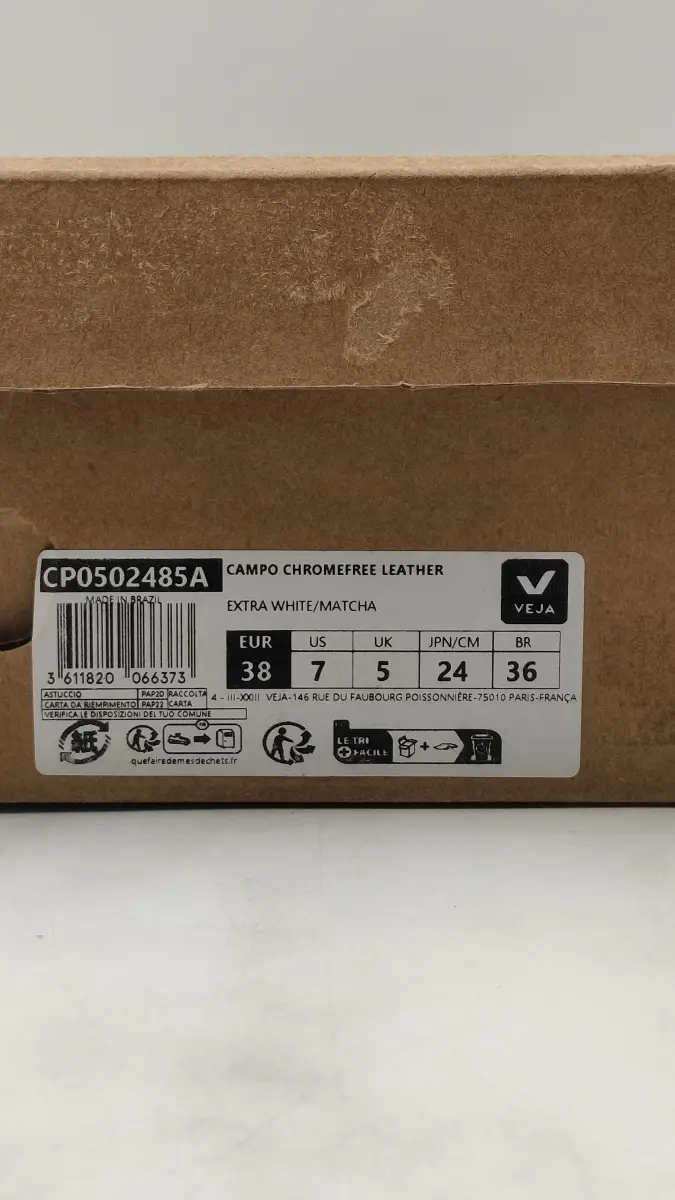 CP0502485A
MADE IN BRAZIL
3 611820 066373
CAMPO CHROMEFREE LEATHER
EXTRA WHITE/MATCHA
VEJA
EUR US UK JPN/CM BR
38 7 5 24 36
ASTUCCIO PAP20 RACCOLTA
CARTA DA RIEMPIMENTO PAP22 CARTA
VERIFICA LE DISPOSIZIONI DEL TUO COMUNE
4 - III-XXIII VEJA-146 RUE DU FAUBOURG POISSONNIÈRE-75010 PARIS-FRANÇA
紙
FR
quefairedemesdechets.fr
LE TRI
+ FACILE